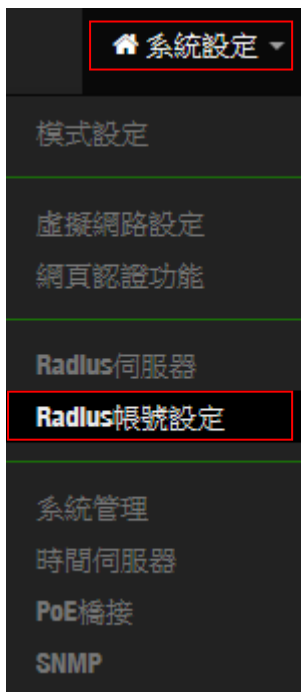 系統設定
模式設定
虛擬網路設定
網頁認證功能
Radius伺服器
Radius帳號設定
系統管理
時間伺服器
PoE橋接
SNMP